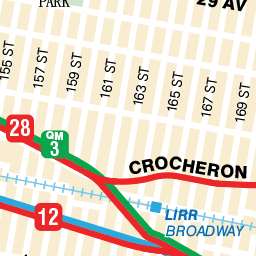 PARK
29 AV
155 ST
157 ST
159 ST
161 ST
163 ST
165 ST
167 ST
169 ST
28
QM
3
CROCHERON
12
LIRR
BROADWAY